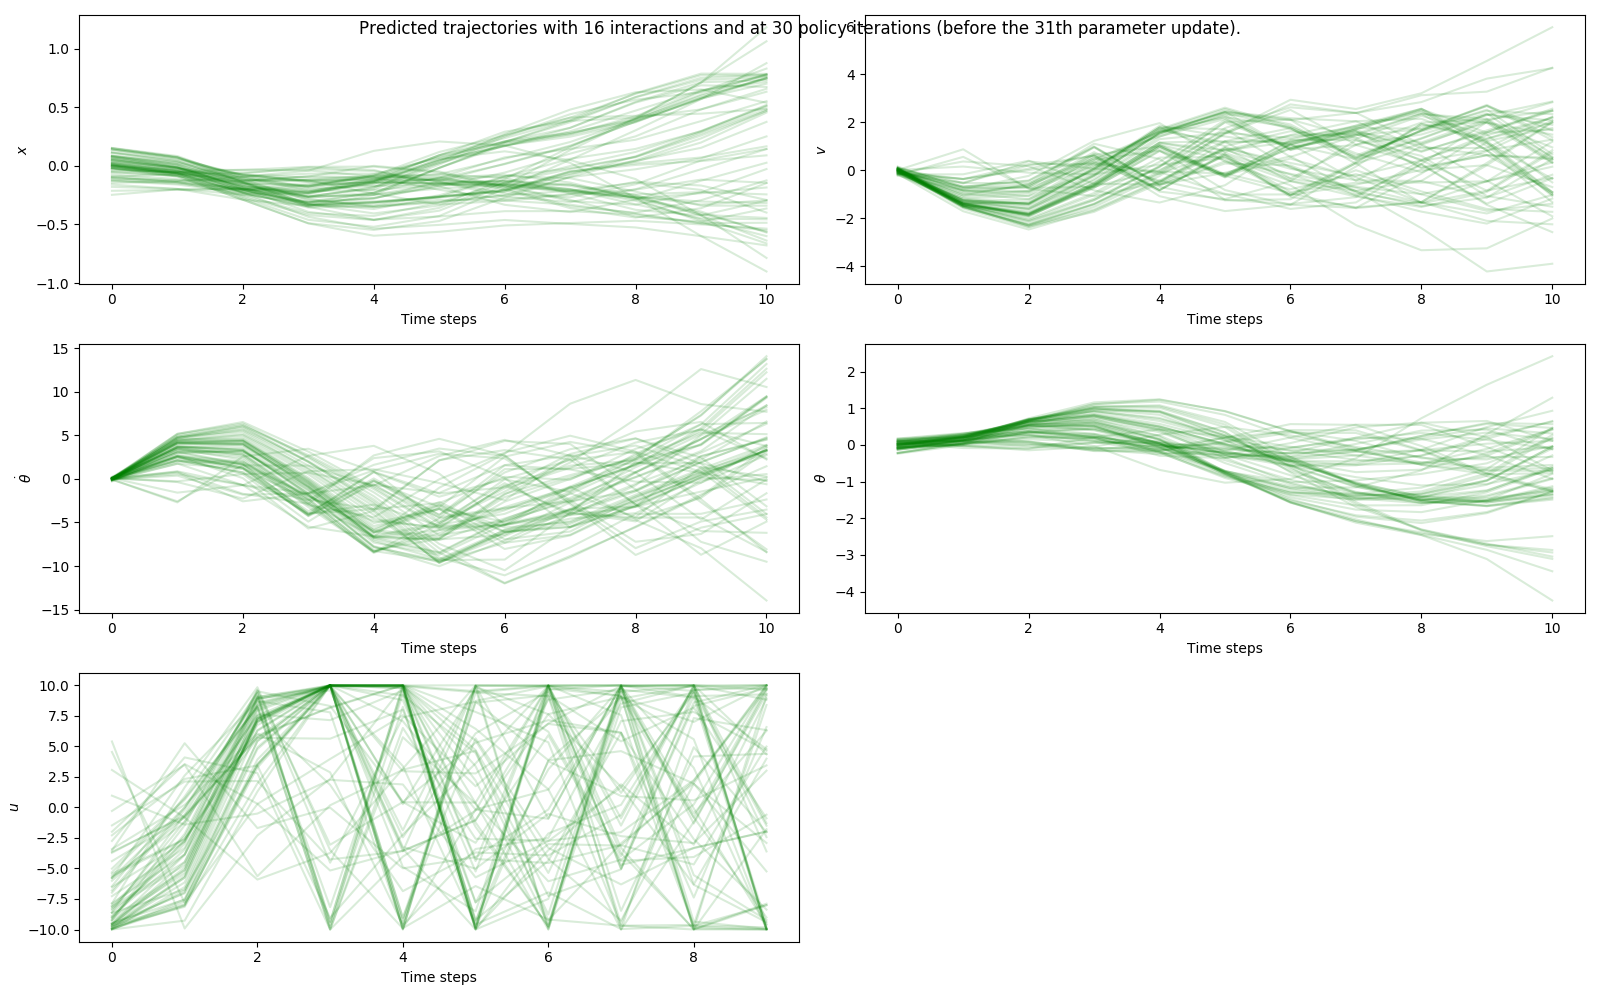 Predicted trajectories with 16 interactions and at 30 policy iterations (before the 31th parameter update).
1.0
0.5
0.0
−0.5
−1.0
x
0 2 4 6 8 10
Time steps
6
4
2
0
−2
−4
v
0 2 4 6 8 10
Time steps
15
10
5
0
−5
−10
−15
θ̇
0 2 4 6 8 10
Time steps
2
1
0
−1
−2
−3
−4
θ
0 2 4 6 8 10
Time steps
10.0
7.5
5.0
2.5
0.0
−2.5
−5.0
−7.5
−10.0
u
0 2 4 6 8
Time steps